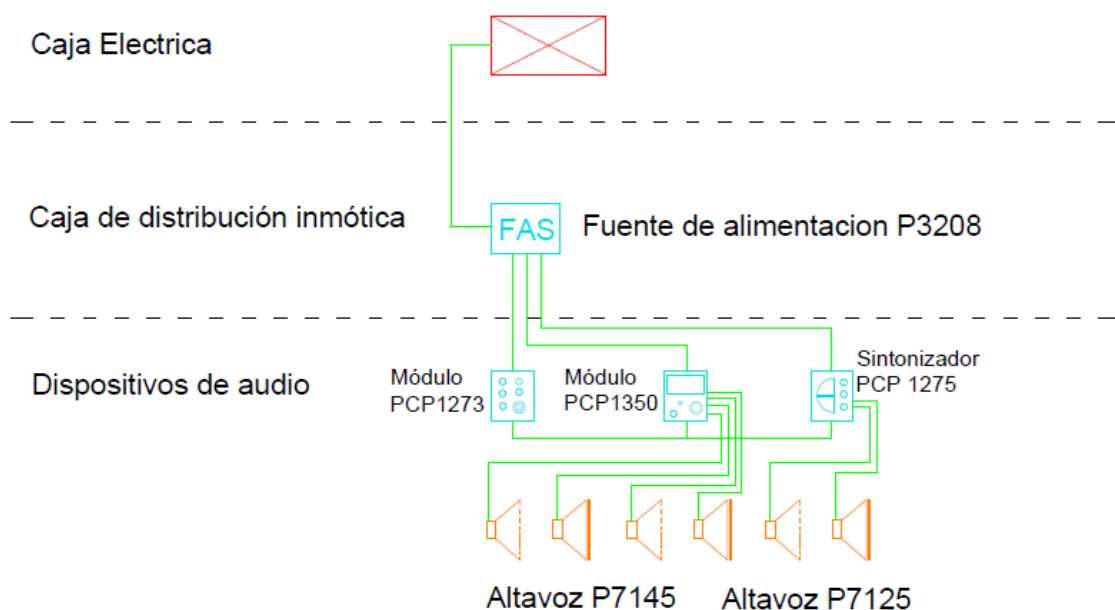 Caja Electrica
Caja de distribución inmótica
FAS
Fuente de alimentacion P3208
Dispositivos de audio
Módulo
PCP1273
Módulo
PCP1350
Sintonizador
PCP 1275
Altavoz P7145
Altavoz P7125